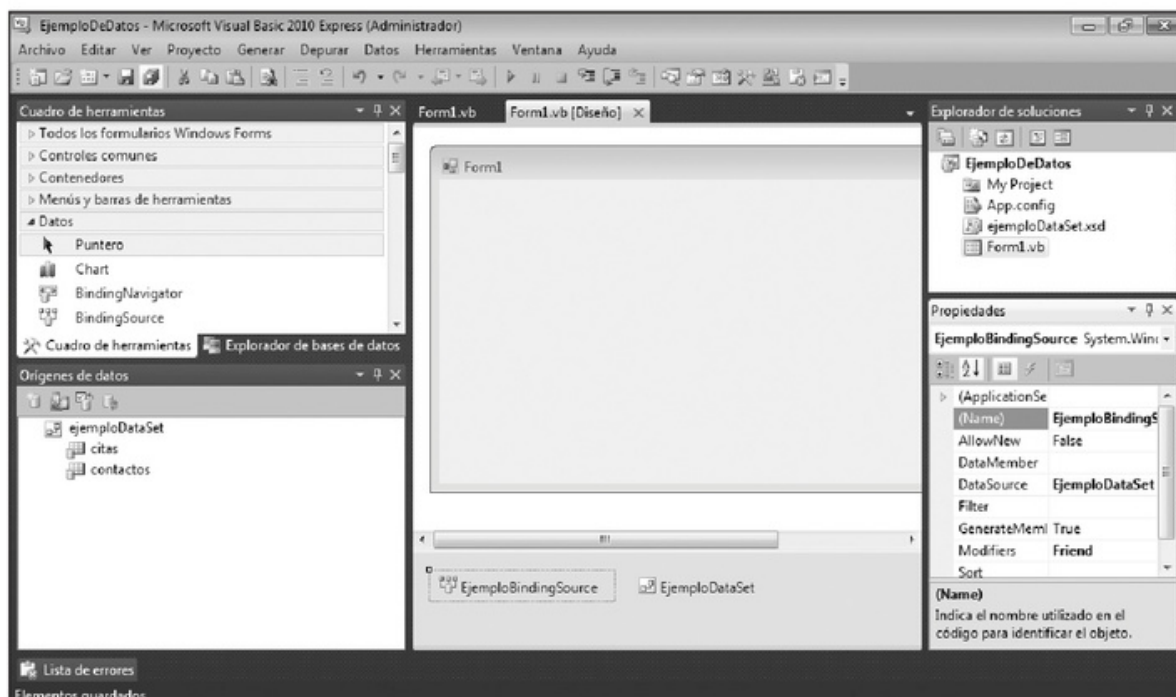 EjemploDeDatos - Microsoft Visual Basic 2010 Express (Administrador)
Archivo Editar Ver Proyecto Generar Depurar Datos Herramientas Ventana Ayuda
Cuadro de herramientas
Todos los formularios Windows Forms
Controles comunes
Contenedores
Menús y barras de herramientas
Datos
Puntero
Chart
BindingNavigator
BindingSource
Cuadro de herramientas
Explorador de bases de datos
Orígenes de datos
ejemploDataSet
citas
contactos
Form1.vb
Form1.vb [Diseño]
Form1
EjemploBindingSource
EjemploDataSet
Explorador de soluciones
EjemploDeDatos
My Project
App.config
ejemploDataSet.xsd
Form1.vb
Propiedades
EjemploBindingSource System.Win
(ApplicationSe
(Name) EjemploBindingS
AllowNew False
DataMember
DataSource EjemploDataSet
Filter
GenerateMeml True
Modifiers Friend
Sort
(Name)
Indica el nombre utilizado en el
código para identificar el objeto.
Lista de errores
Elementos guardados